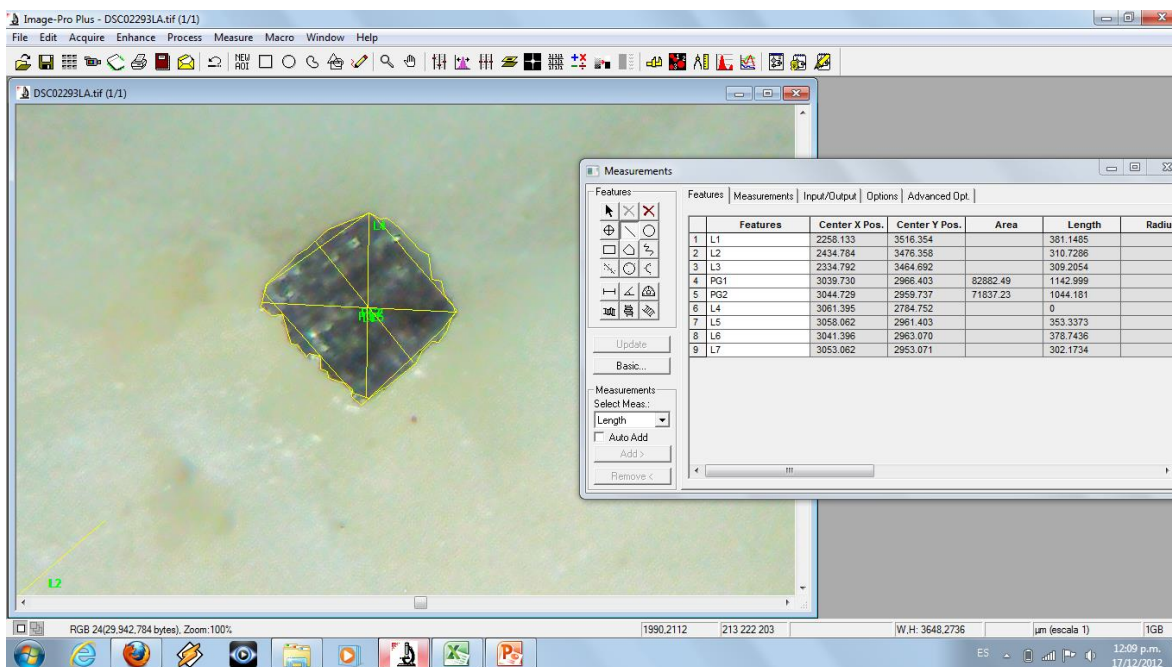 Image-Pro Plus - DSC02293LA.tif (1/1)
File Edit Acquire Enhance Process Measure Macro Window Help
NEW AOI
DSC02293LA.tif (1/1)
L2
Measurements
Features
Features Measurements Input/Output Options Advanced Opt.
Features Center X Pos. Center Y Pos. Area Length Radiu
1 L1 2258.133 3516.354 381.1485
2 L2 2434.784 3476.358 310.7286
3 L3 2334.792 3464.692 309.2054
4 PG1 3039.730 2966.403 82882.49 1142.999
5 PG2 3044.729 2959.737 71837.23 1044.181
6 L4 3061.395 2784.752 0
7 L5 3058.062 2961.403 353.3373
8 L6 3041.396 2963.070 378.7436
9 L7 3053.062 2953.071 302.1734
Update
Basic...
Measurements
Select Meas.:
Length
Auto Add
Add >
Remove <
RGB 24(29,942,784 bytes), Zoom:100% 1990,2112 213 222 203 W,H: 3648,2736 µm (escala 1) 1GB
ES 12:09 p.m.
17/12/2012